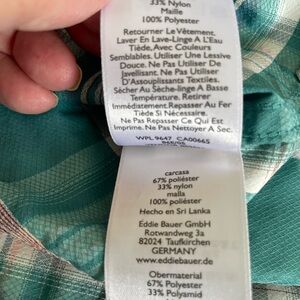 33% Nylon
Maille
100% Polyester
Retourner Le Vêtement.
Laver En Lave-Linge A L'Eau
Tiède, Avec Couleurs
Semblables. Utiliser Une Lessive
Douce. Ne Pas Utiliser De
Javellisant. Ne Pas Utiliser
D'Assouplissants Textiles.
Sécher Au Sèche-linge A Basse
Température. Retirer
Immédiatement. Repasser Au Fer
Tiède Si Nécessaire.
Ne Pas Repasser Ce Qui Est
Imprimé. Ne Pas Nettoyer A Sec.
WPL 9647 CA00665
carcasa
67% poliéster
33% nylon
malla
100% poliéster
Hecho en Sri Lanka
Eddie Bauer GmbH
Rotwandweg 3a
82024 Taufkirchen
GERMANY
www.eddiebauer.de
Obermaterial
67% Polyester
33% Polyamid